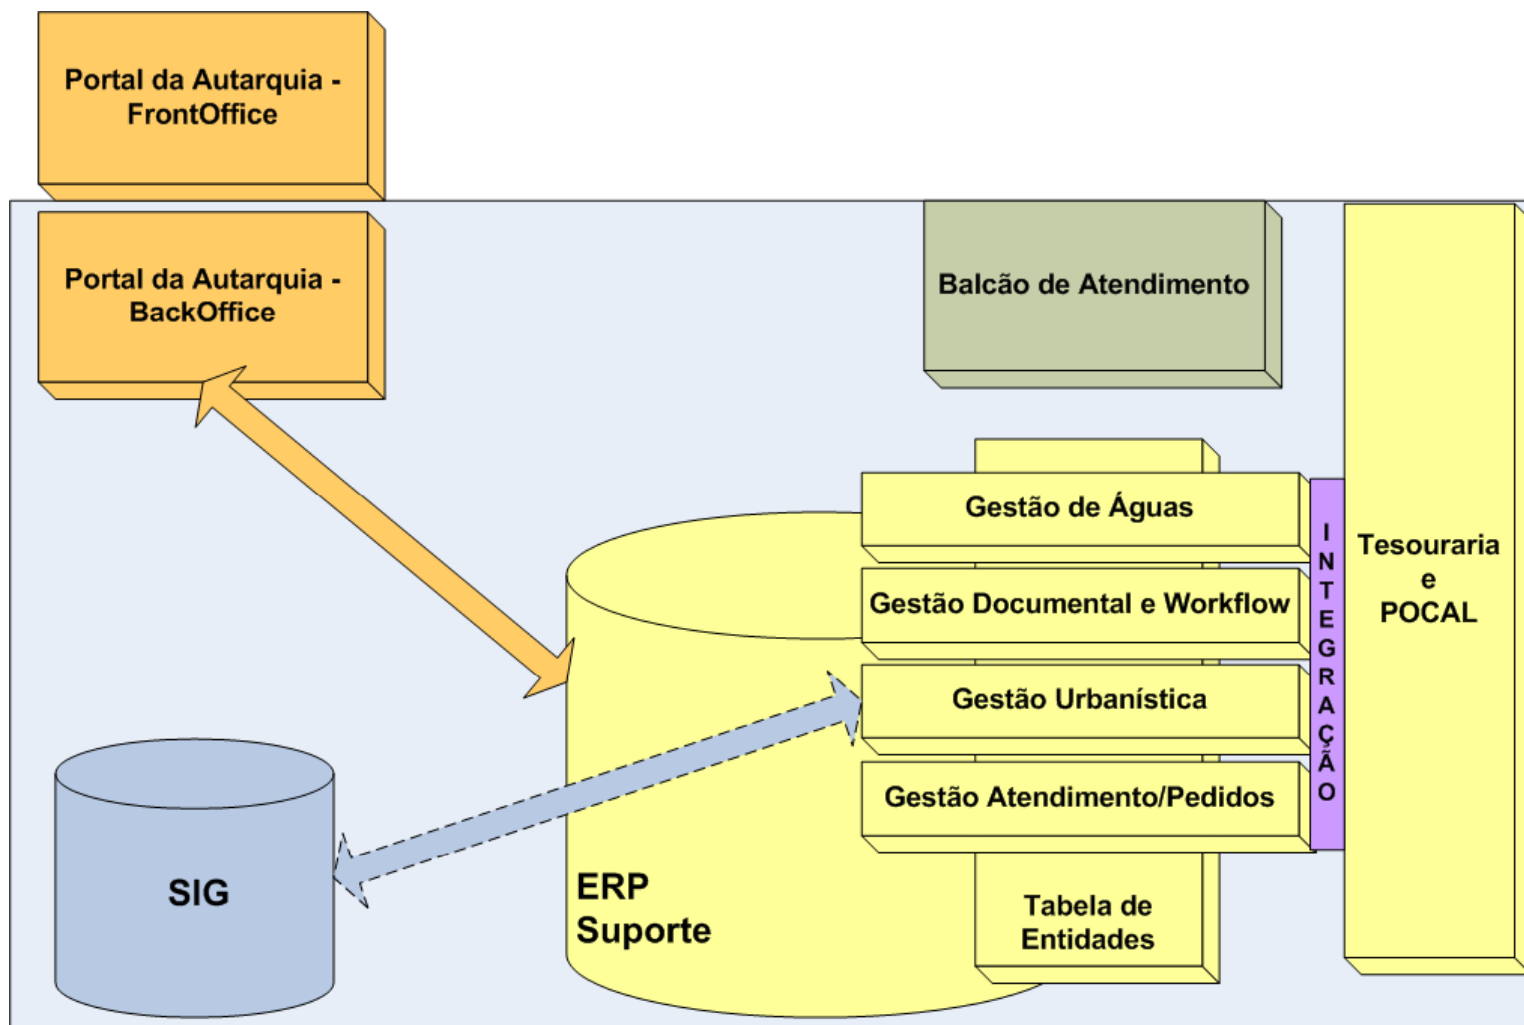 Portal da Autarquia -
FrontOffice
Portal da Autarquia -
BackOffice
Balcão de Atendimento
Gestão de Águas
Gestão Documental e Workflow
Gestão Urbanística
Gestão Atendimento/Pedidos
INTEGRAÇÃO
Tesouraria
e
POCAL
SIG
ERP
Suporte
Tabela de
Entidades